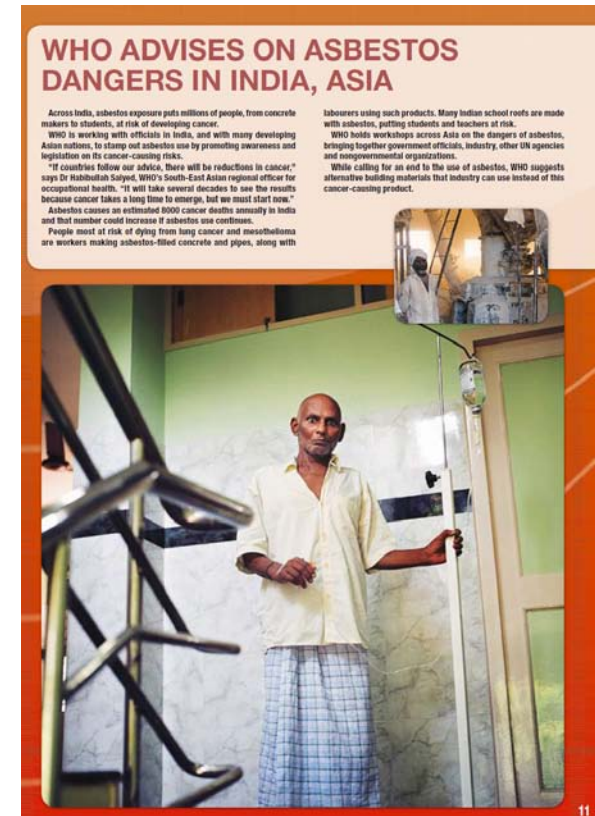 WHO ADVISES ON ASBESTOS
DANGERS IN INDIA, ASIA
Across India, asbestos exposure puts millions of people, from concrete
makers to students, at risk of developing cancer.
WHO is working with officials in India, and with many developing
Asian nations, to stamp out asbestos use by promoting awareness and
legislation on its cancer-causing risks.
"If countries follow our advice, there will be reductions in cancer,"
says Dr Habibullah Saiyed, WHO's South-East Asian regional officer for
occupational health. "It will take several decades to see the results
because cancer takes a long time to emerge, but we must start now."
Asbestos causes an estimated 8000 cancer deaths annually in India
and that number could increase if asbestos use continues.
People most at risk of dying from lung cancer and mesothelioma
are workers making asbestos-filled concrete and pipes, along with
labourers using such products. Many Indian school roofs are made
with asbestos, putting students and teachers at risk.
WHO holds workshops across Asia on the dangers of asbestos,
bringing together government officials, industry, other UN agencies
and nongovernmental organizations.
While calling for an end to the use of asbestos, WHO suggests
alternative building materials that industry can use instead of this
cancer-causing product.
11